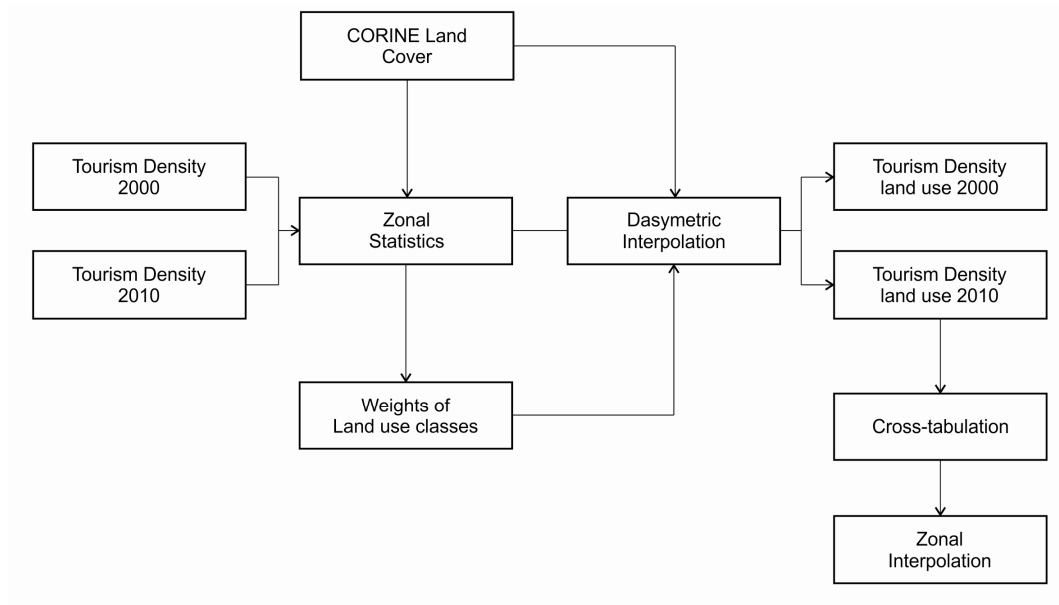 CORINE Land
Cover
Tourism Density
2000
Tourism Density
2010
Zonal
Statistics
Dasymetric
Interpolation
Tourism Density
land use 2000
Tourism Density
land use 2010
Weights of
Land use classes
Cross-tabulation
Zonal
Interpolation